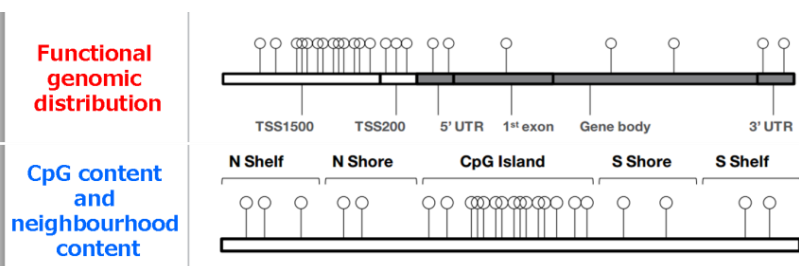 Functional
genomic
distribution
TSS1500 TSS200 5' UTR 1st exon Gene body 3' UTR
CpG content
and
neighbourhood
content
N Shelf N Shore CpG Island S Shore S Shelf